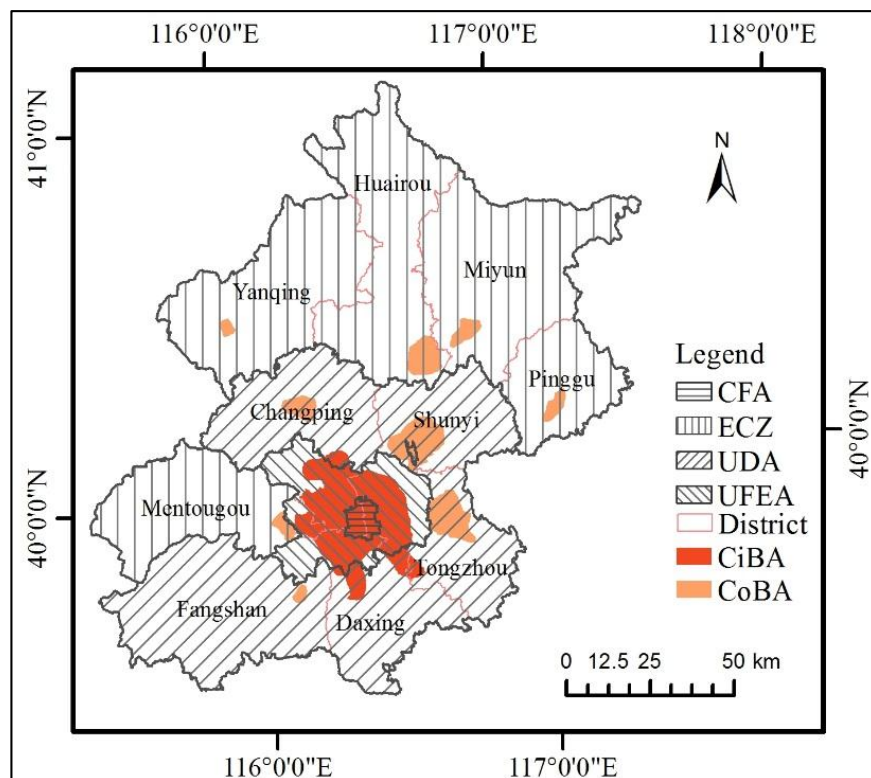 116°0'0"E 117°0'0"E 118°0'0"E
41°0'0"N
N
Huairou
Miyun
Yanqing
Legend
CFA
ECZ
UDA
UFEA
District
CiBA
CoBA
Pinggu
Changping
Shunyi
40°0'0"N
40°0'0"N
Mentougou
Tongzhou
Fangshan
Daxing
0 12.5 25 50 km
116°0'0"E 117°0'0"E